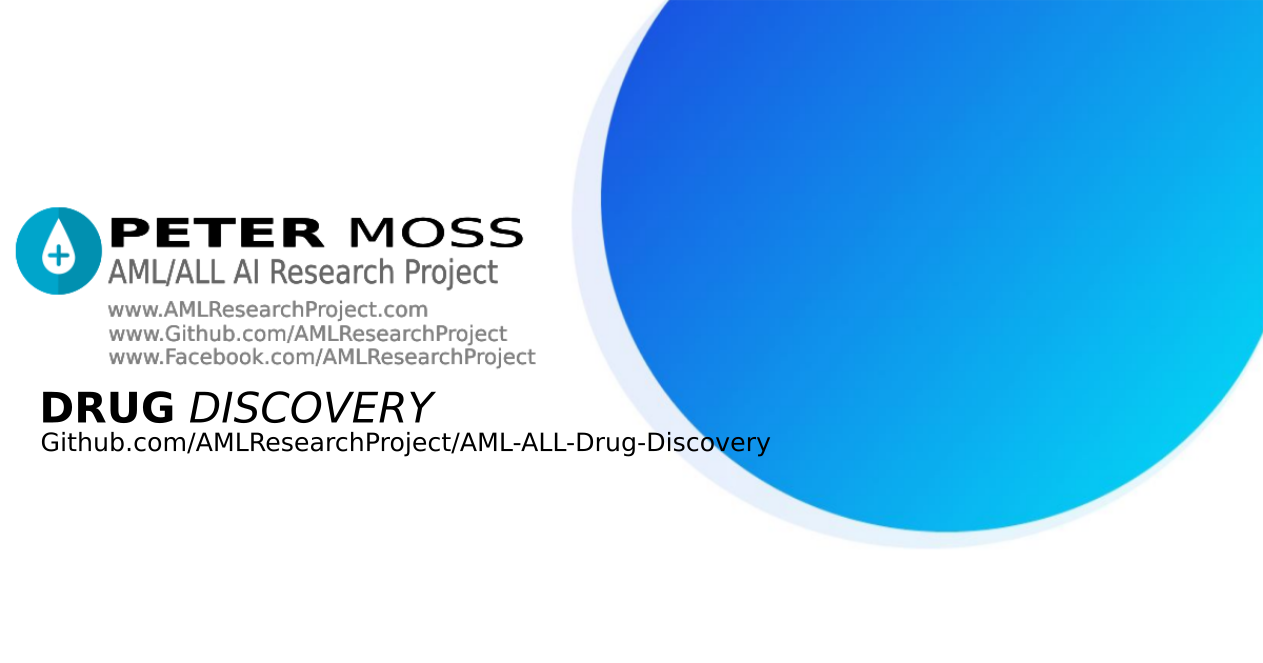 PETER MOSS
AML/ALL AI Research Project
www.AMLResearchProject.com
www.Github.com/AMLResearchProject
www.Facebook.com/AMLResearchProject
DRUG DISCOVERY
Github.com/AMLResearchProject/AML-ALL-Drug-Discovery